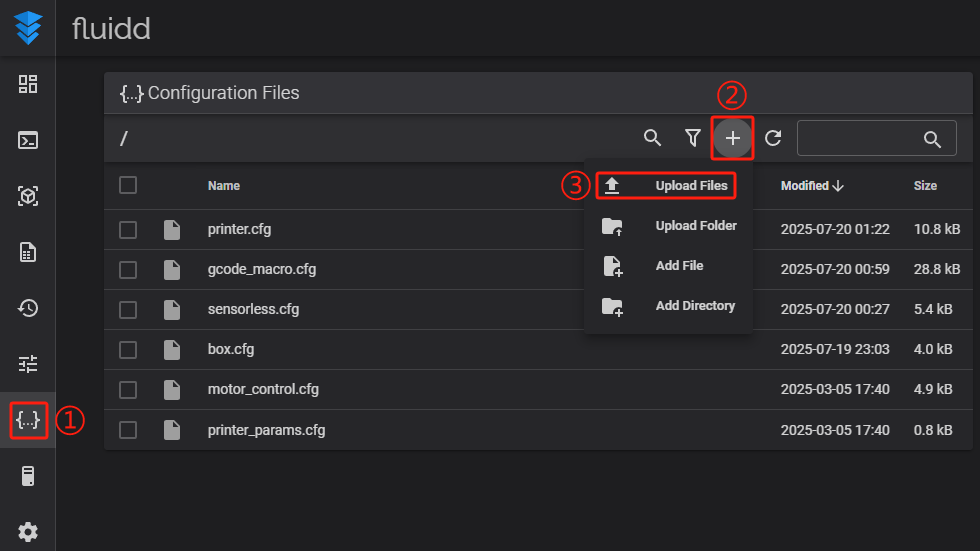 fluidd
{...} Configuration Files
②
/
③ Upload Files
Name Modified Size
Upload Folder
Add File
Add Directory
printer.cfg 2025-07-20 01:22 10.8 kB
gcode_macro.cfg 2025-07-20 00:59 28.8 kB
sensorless.cfg 2025-07-20 00:27 5.4 kB
box.cfg 2025-07-19 23:03 4.0 kB
motor_control.cfg 2025-03-05 17:40 4.9 kB
{...} ①
printer_params.cfg 2025-03-05 17:40 0.8 kB